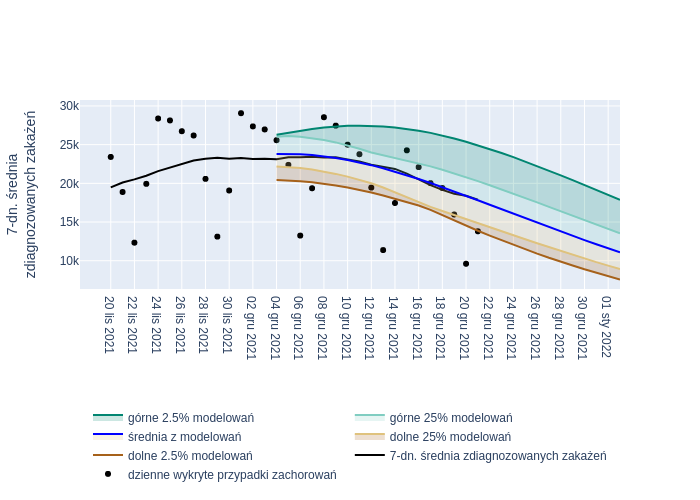 7-dn. średnia
zdiagnozowanych zakażeń
30k
25k
20k
15k
10k
20 lis 2021
22 lis 2021
24 lis 2021
26 lis 2021
28 lis 2021
30 lis 2021
02 gru 2021
04 gru 2021
06 gru 2021
08 gru 2021
10 gru 2021
12 gru 2021
14 gru 2021
16 gru 2021
18 gru 2021
20 gru 2021
22 gru 2021
24 gru 2021
26 gru 2021
28 gru 2021
30 gru 2021
01 sty 2022
górne 2.5% modelowań
górne 25% modelowań
średnia z modelowań
dolne 25% modelowań
dolne 2.5% modelowań
7-dn. średnia zdiagnozowanych zakażeń
dzienne wykryte przypadki zachorowań